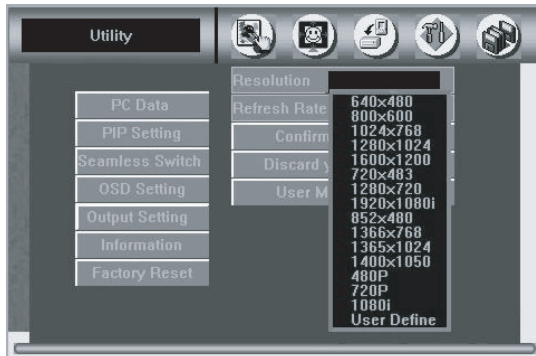 Utility
PC Data
PIP Setting
Seamless Switch
OSD Setting
Output Setting
Information
Factory Reset
Resolution
Refresh Rate
Confirm
Discard y
User M
640x480
800x600
1024x768
1280x1024
1600x1200
720x483
1280x720
1920x1080i
852x480
1366x768
1365x1024
1400x1050
480P
720P
1080i
User Define